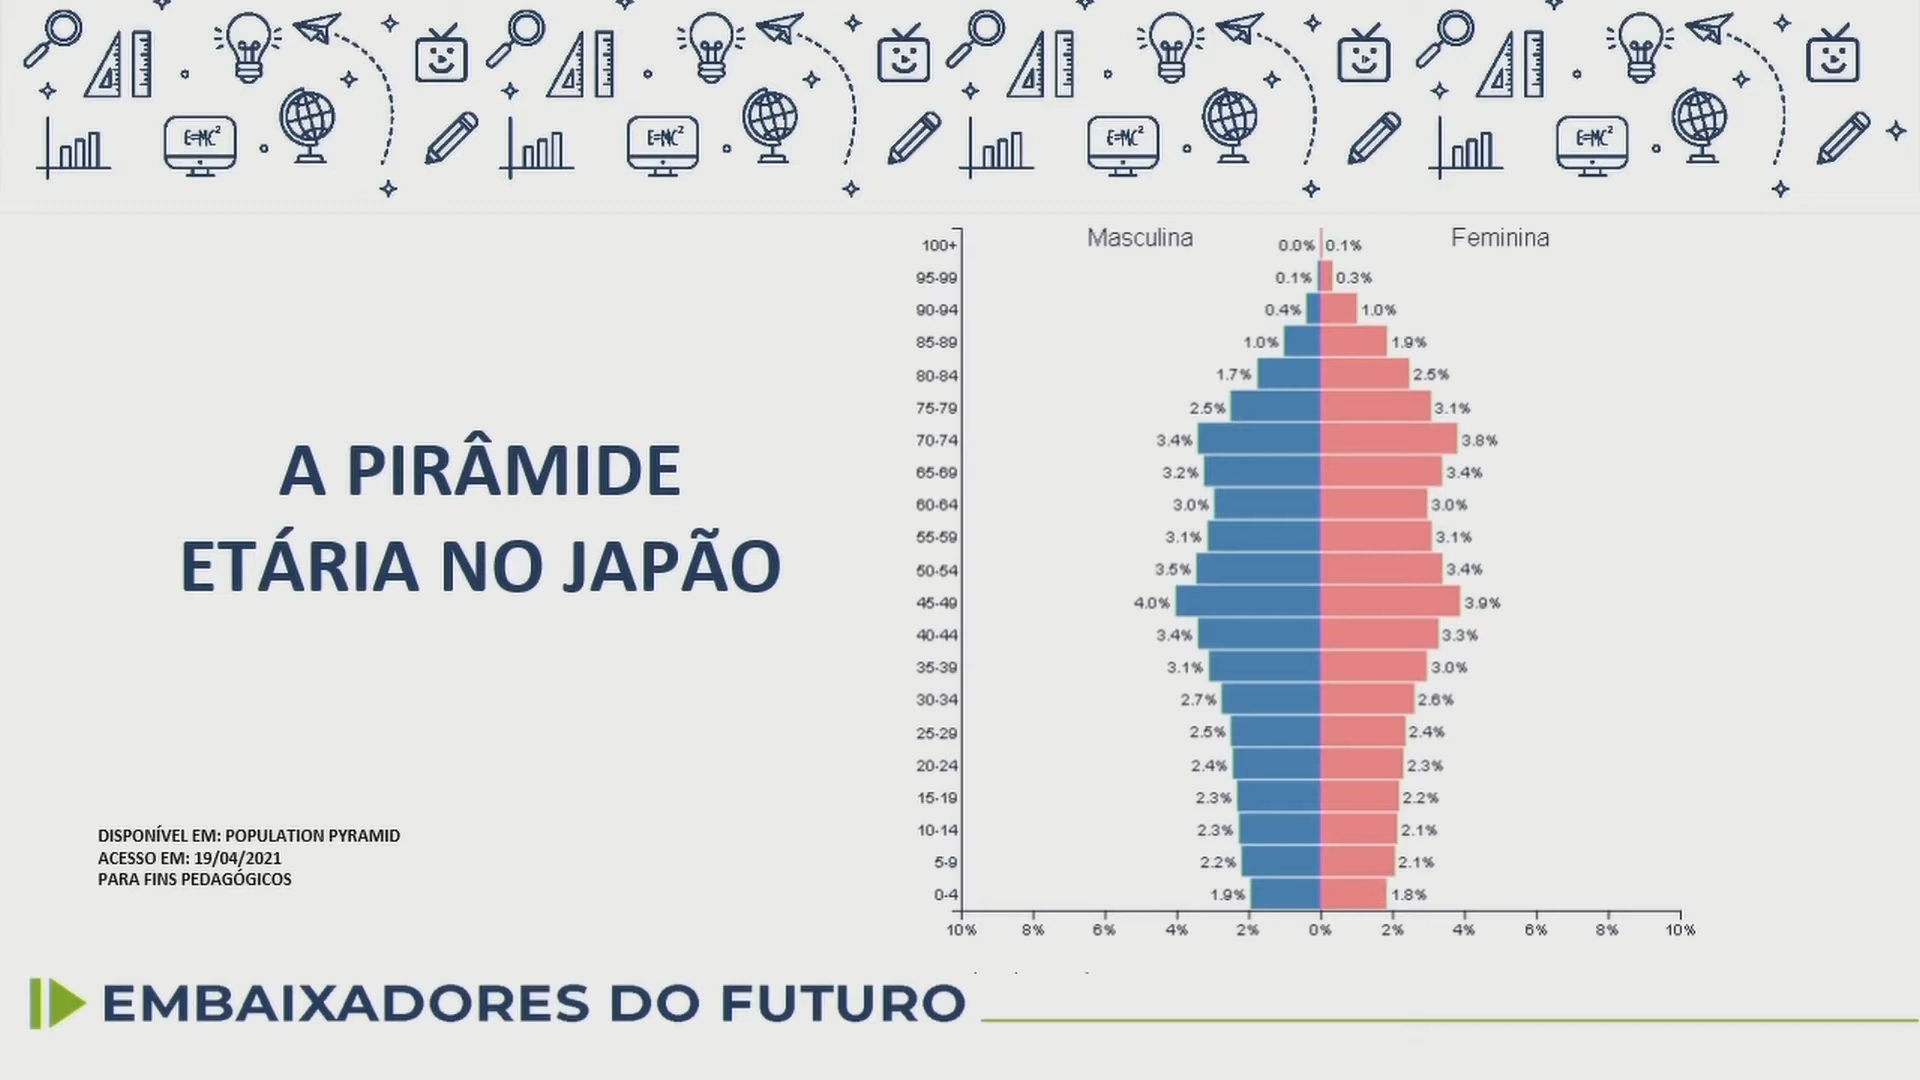 E=MC²
E=MC²
E=MC²
E=MC²
A PIRÂMIDE
ETÁRIA NO JAPÃO
DISPONÍVEL EM: POPULATION PYRAMID
ACESSO EM: 19/04/2021
PARA FINS PEDAGÓGICOS
Masculina Feminina
100+ 0.0% 0.1%
95-99 0.1% 0.3%
90-94 0.4% 1.0%
85-89 1.0% 1.9%
80-84 1.7% 2.5%
75-79 2.5% 3.1%
70-74 3.4% 3.8%
65-69 3.2% 3.4%
60-64 3.0% 3.0%
55-59 3.1% 3.1%
50-54 3.5% 3.4%
45-49 4.0% 3.9%
40-44 3.4% 3.3%
35-39 3.1% 3.0%
30-34 2.7% 2.6%
25-29 2.5% 2.4%
20-24 2.4% 2.3%
15-19 2.3% 2.2%
10-14 2.3% 2.1%
5-9 2.2% 2.1%
0-4 1.9% 1.8%
10% 8% 6% 4% 2% 0% 2% 4% 6% 8% 10%
EMBAIXADORES DO FUTURO